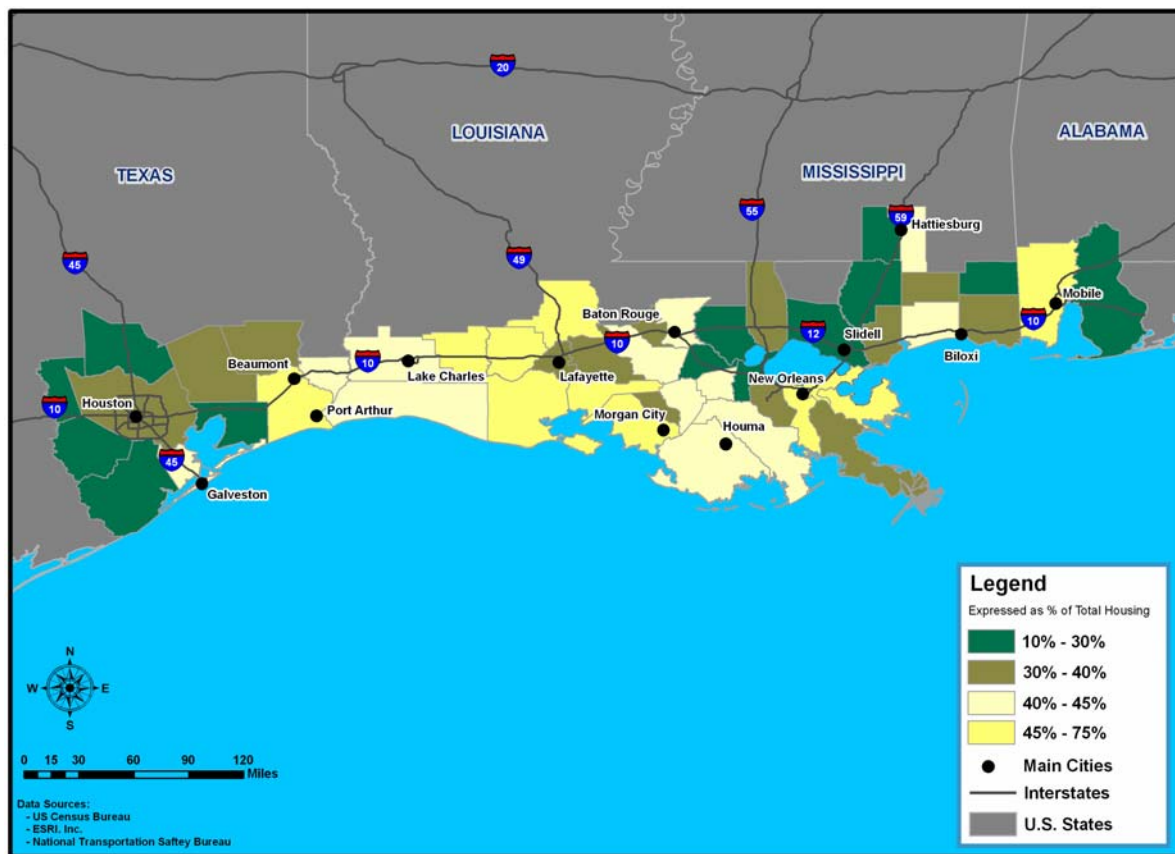 20
LOUISIANA
ALABAMA
TEXAS
MISSISSIPPI
55
59
Hattiesburg
49
45
Mobile
Baton Rouge
12
Slidell
10
10
Beaumont
10
Biloxi
Lake Charles
Lafayette
New Orleans
Houston
10
Port Arthur
Morgan City
Houma
45
Galveston
Legend
Expressed as % of Total Housing
10% - 30%
30% - 40%
40% - 45%
45% - 75%
Main Cities
Interstates
U.S. States
N
W E
S
0 15 30 60 90 120
Miles
Data Sources:
- US Census Bureau
- ESRI. Inc.
- National Transportation Saftey Bureau